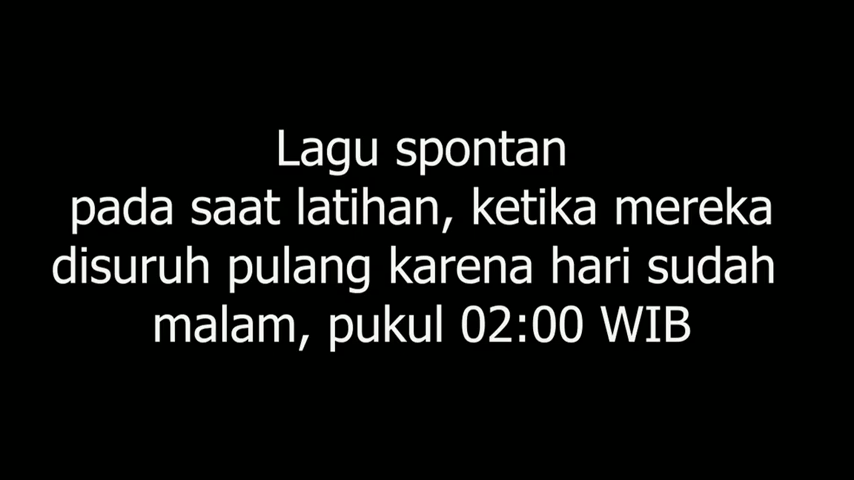 Lagu spontan
pada saat latihan, ketika mereka
disuruh pulang karena hari sudah
malam, pukul 02:00 WIB